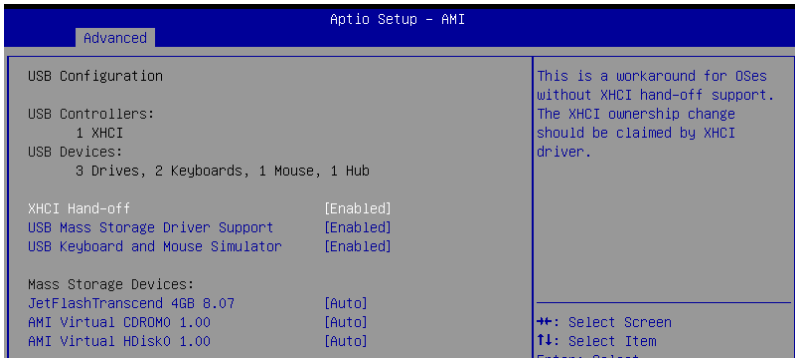 Aptio Setup – AMI
Advanced
USB Configuration
USB Controllers:
1 XHCI
USB Devices:
3 Drives, 2 Keyboards, 1 Mouse, 1 Hub
XHCI Hand-off [Enabled]
USB Mass Storage Driver Support [Enabled]
USB Keyboard and Mouse Simulator [Enabled]
Mass Storage Devices:
JetFlashTranscend 4GB 8.07 [Auto]
AMI Virtual CDROM0 1.00 [Auto]
AMI Virtual HDisk0 1.00 [Auto]
This is a workaround for OSes
without XHCI hand-off support.
The XHCI ownership change
should be claimed by XHCI
driver.
→←: Select Screen
↑↓: Select Item
Enter: Select